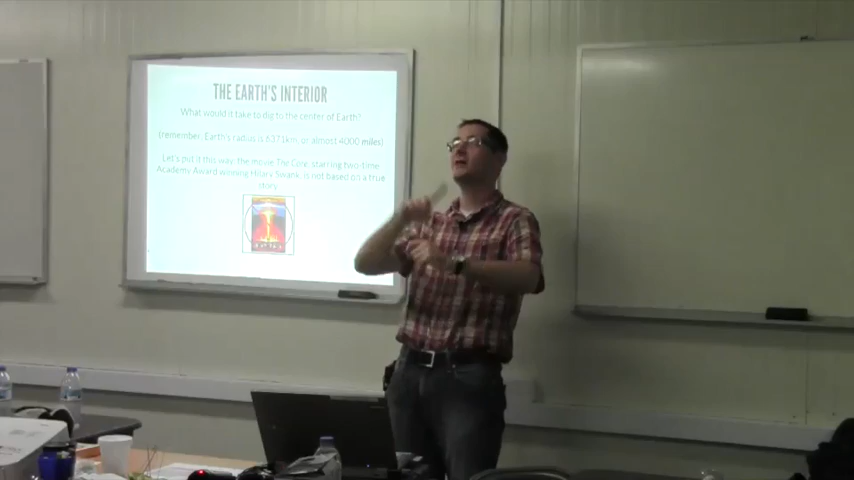 THE EARTH'S INTERIOR
What would it take to dig to the center of Earth?
(remember: Earth's radius is 6371km, or almost 4000 miles)
Let's put it this way: the movie The Core, starring two-time
Academy Award winning Hilary Swank, is not based on a true
story.